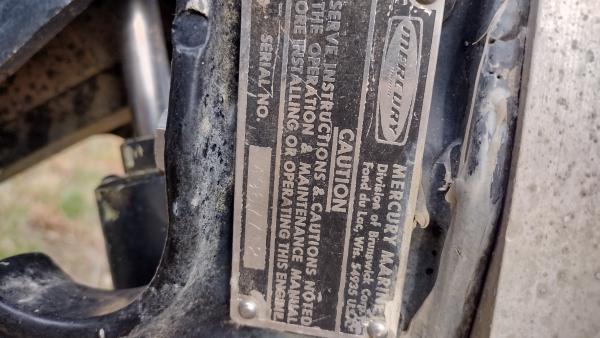 MERCURY
MERCURY MARINE
Division of Brunswick Corp.
Fond du Lac, Wis. 54935
CAUTION
SERVE INSTRUCTIONS & CAUTIONS NOTED
THE OPERATION & MAINTENANCE MANUAL
ORE INSTALLING OR OPERATING THIS ENGINE
SERIAL NO.